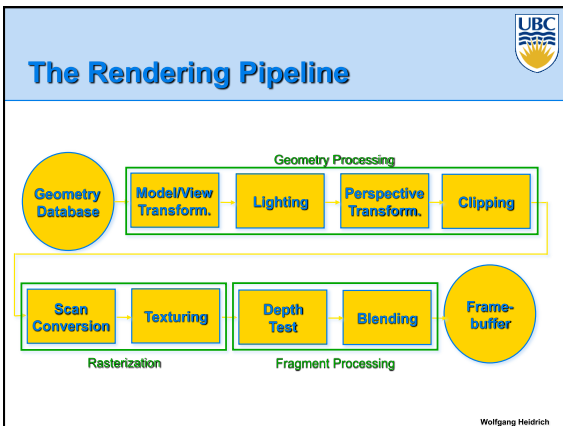 UBC
The Rendering Pipeline
Geometry Processing
Geometry
Database
Model/View
Transform.
Lighting
Perspective
Transform.
Clipping
Scan
Conversion
Texturing
Depth
Test
Blending
Frame-
buffer
Rasterization
Fragment Processing
Wolfgang Heidrich